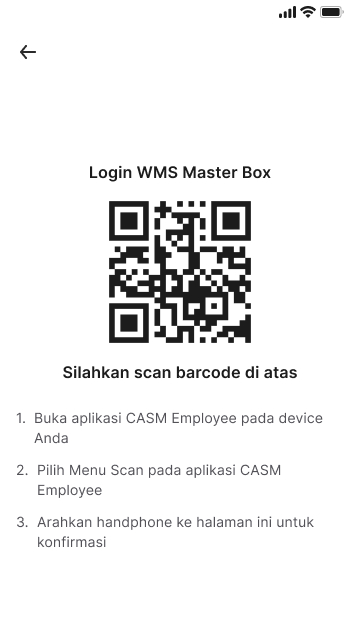 Login WMS Master Box
Silahkan scan barcode di atas
1. Buka aplikasi CASM Employee pada device
Anda
2. Pilih Menu Scan pada aplikasi CASM
Employee
3. Arahkan handphone ke halaman ini untuk
konfirmasi